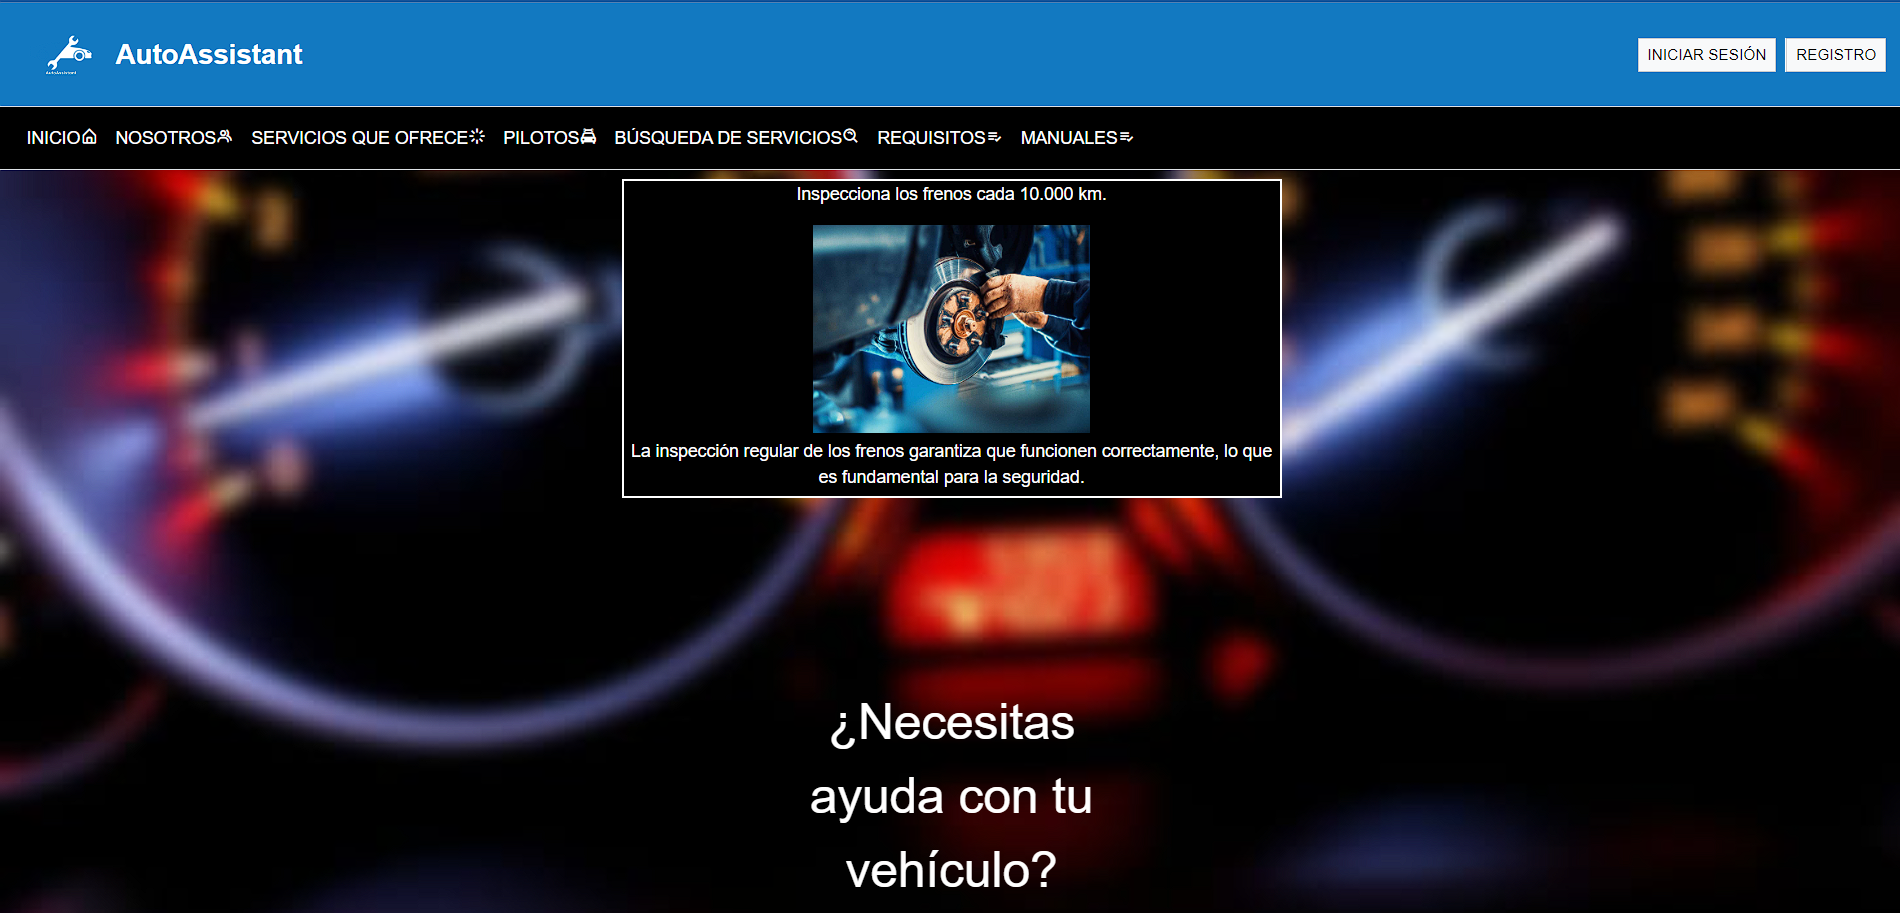 AutoAssistant
AutoAssistant
INICIAR SESIÓN
REGISTRO
INICIO
NOSOTROS
SERVICIOS QUE OFRECE
PILOTOS
BÚSQUEDA DE SERVICIOS
REQUISITOS
MANUALES
Inspecciona los frenos cada 10.000 km.
La inspección regular de los frenos garantiza que funcionen correctamente, lo que
es fundamental para la seguridad.
¿Necesitas
ayuda con tu
vehículo?